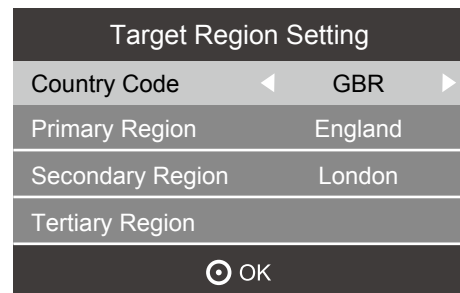 Target Region Setting
Country Code GBR
Primary Region England
Secondary Region London
Tertiary Region
OK